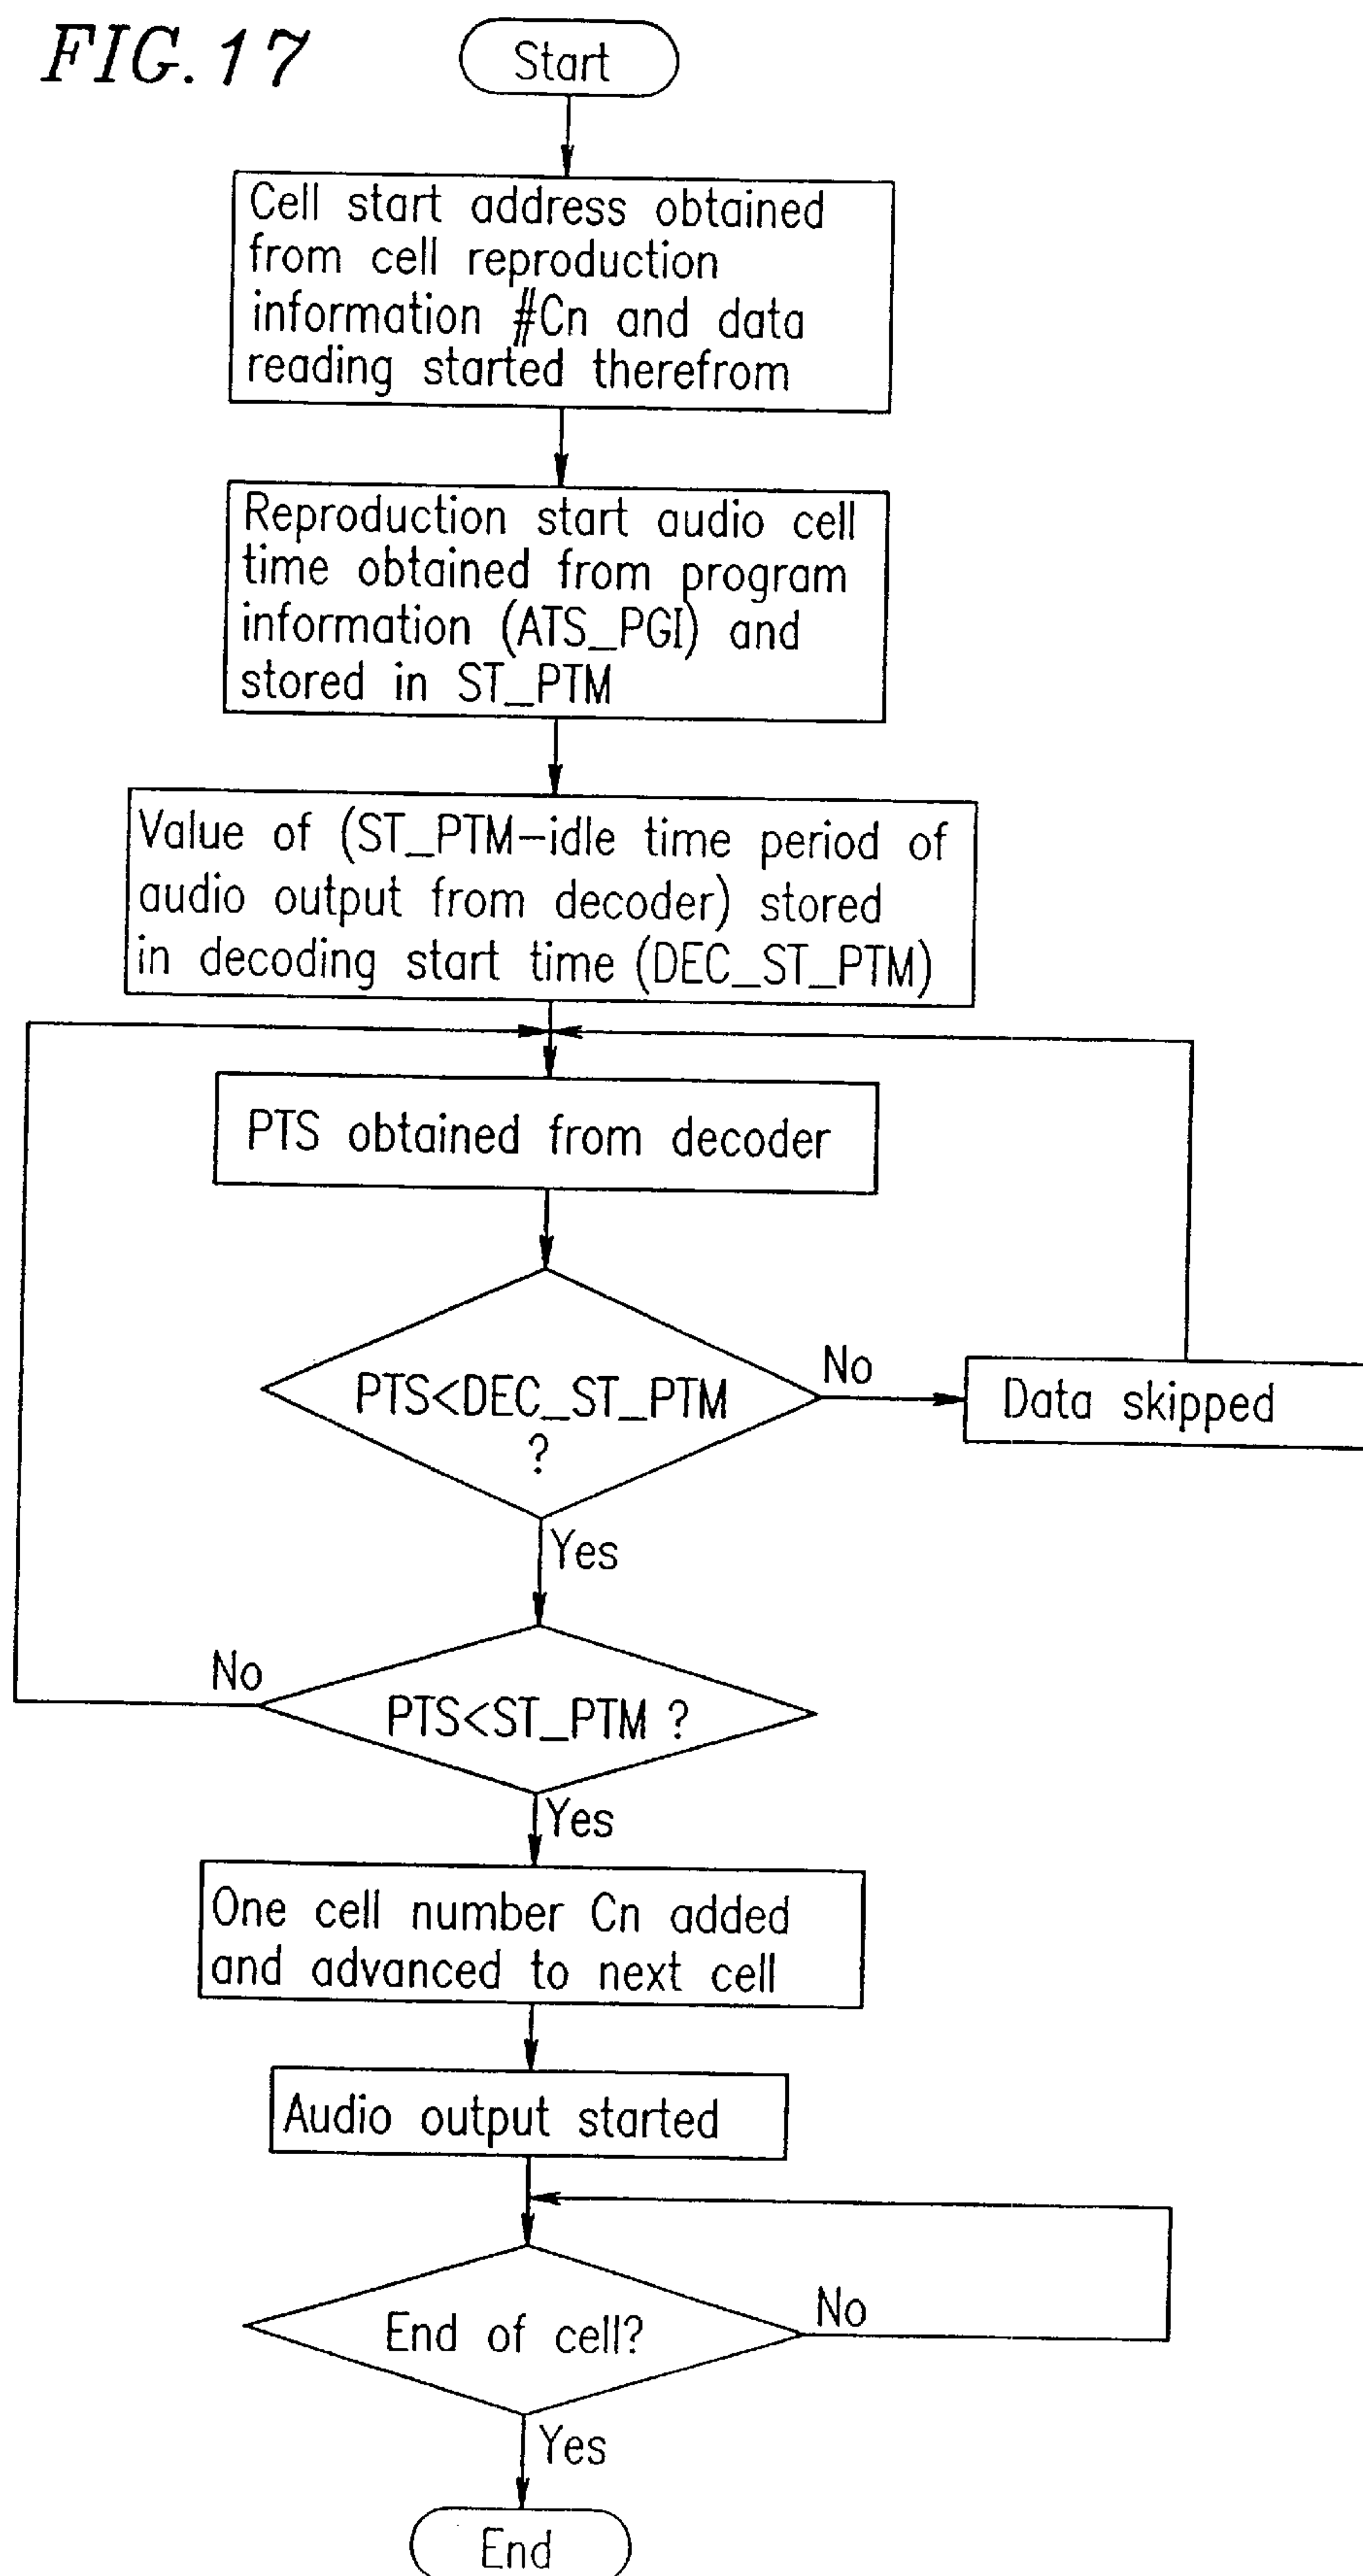 FIG.17
Start
Cell start address obtained
from cell reproduction
information #Cn and data
reading started therefrom
Reproduction start audio cell
time obtained from program
information (ATS_PGI) and
stored in ST_PTM
Value of (ST_PTM-idle time period of
audio output from decoder) stored
in decoding start time (DEC_ST_PTM)
PTS obtained from decoder
PTS<DEC_ST_PTM
?
No
Data skipped
Yes
No
PTS<ST_PTM ?
Yes
One cell number Cn added
and advanced to next cell
Audio output started
End of cell?
No
Yes
End